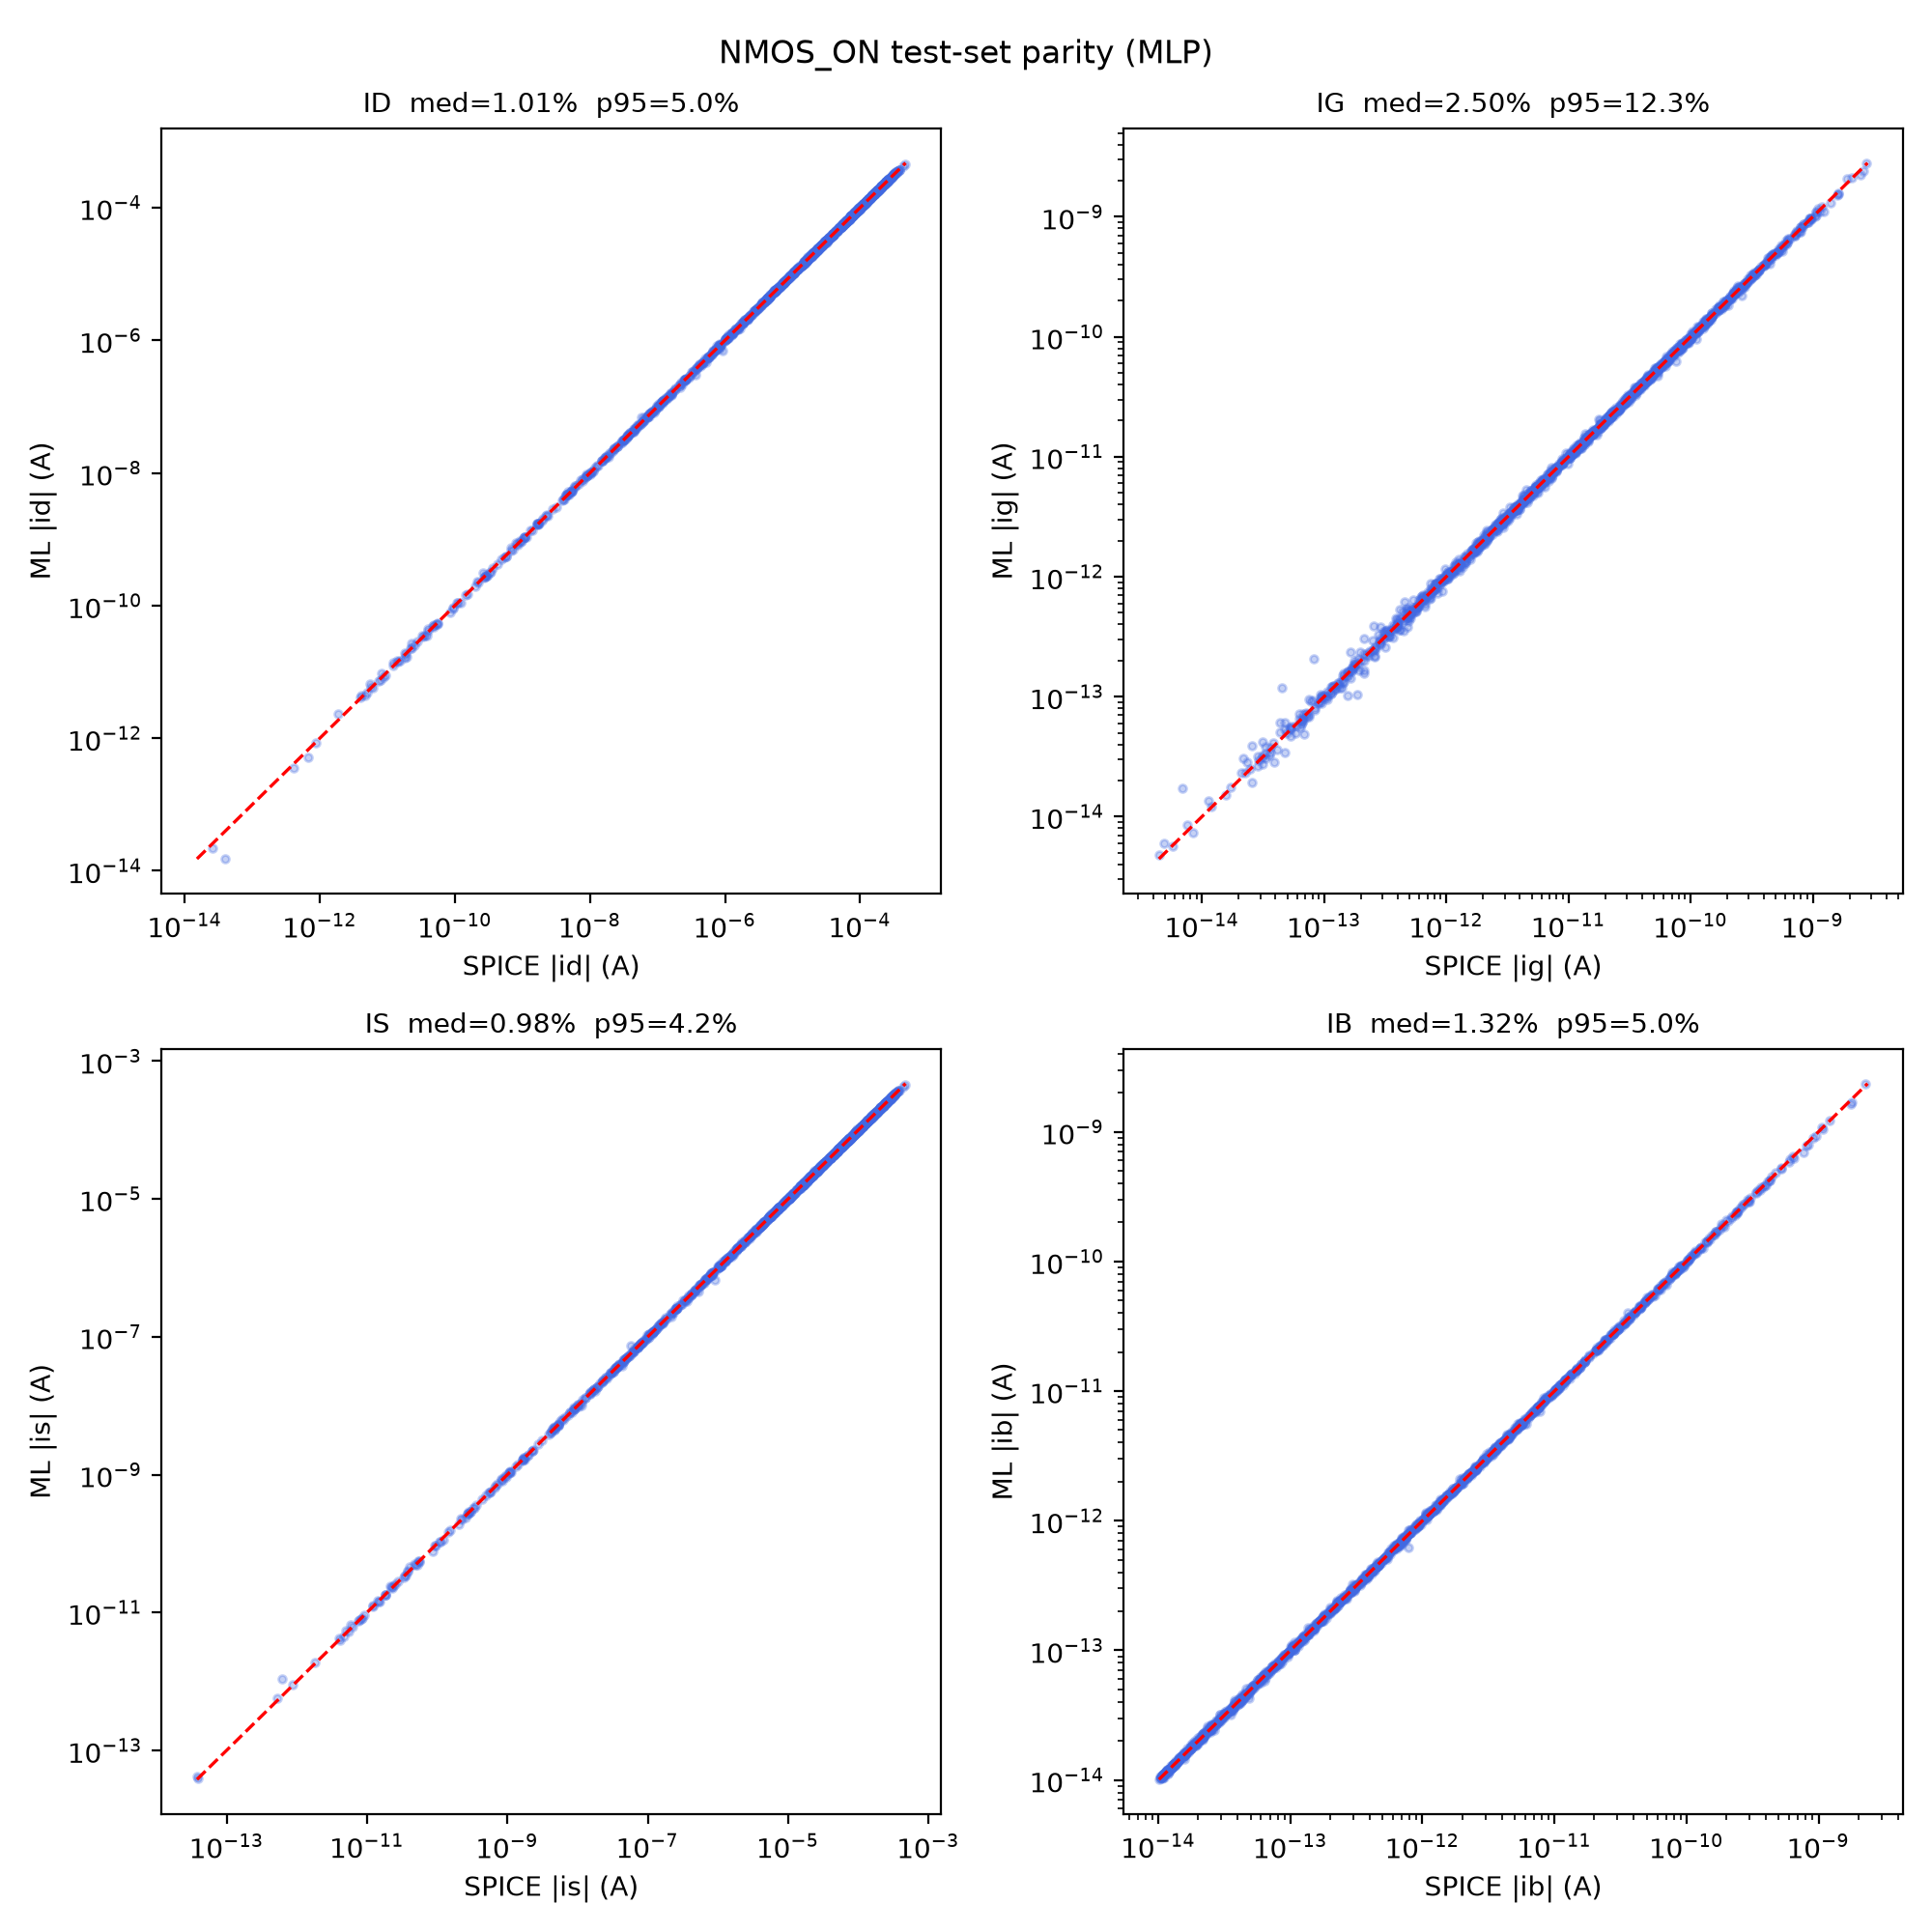 NMOS_ON test-set parity (MLP)
ID med=1.01% p95=5.0%
10⁻⁴
10⁻⁶
10⁻⁸
10⁻¹⁰
10⁻¹²
10⁻¹⁴
ML |id| (A)
10⁻¹⁴ 10⁻¹² 10⁻¹⁰ 10⁻⁸ 10⁻⁶ 10⁻⁴
SPICE |id| (A)
IG med=2.50% p95=12.3%
10⁻⁹
10⁻¹⁰
10⁻¹¹
10⁻¹²
10⁻¹³
10⁻¹⁴
ML |ig| (A)
10⁻¹⁴ 10⁻¹³ 10⁻¹² 10⁻¹¹ 10⁻¹⁰ 10⁻⁹
SPICE |ig| (A)
IS med=0.98% p95=4.2%
10⁻³
10⁻⁵
10⁻⁷
10⁻⁹
10⁻¹¹
10⁻¹³
ML |is| (A)
10⁻¹³ 10⁻¹¹ 10⁻⁹ 10⁻⁷ 10⁻⁵ 10⁻³
SPICE |is| (A)
IB med=1.32% p95=5.0%
10⁻⁹
10⁻¹⁰
10⁻¹¹
10⁻¹²
10⁻¹³
10⁻¹⁴
ML |ib| (A)
10⁻¹⁴ 10⁻¹³ 10⁻¹² 10⁻¹¹ 10⁻¹⁰ 10⁻⁹
SPICE |ib| (A)